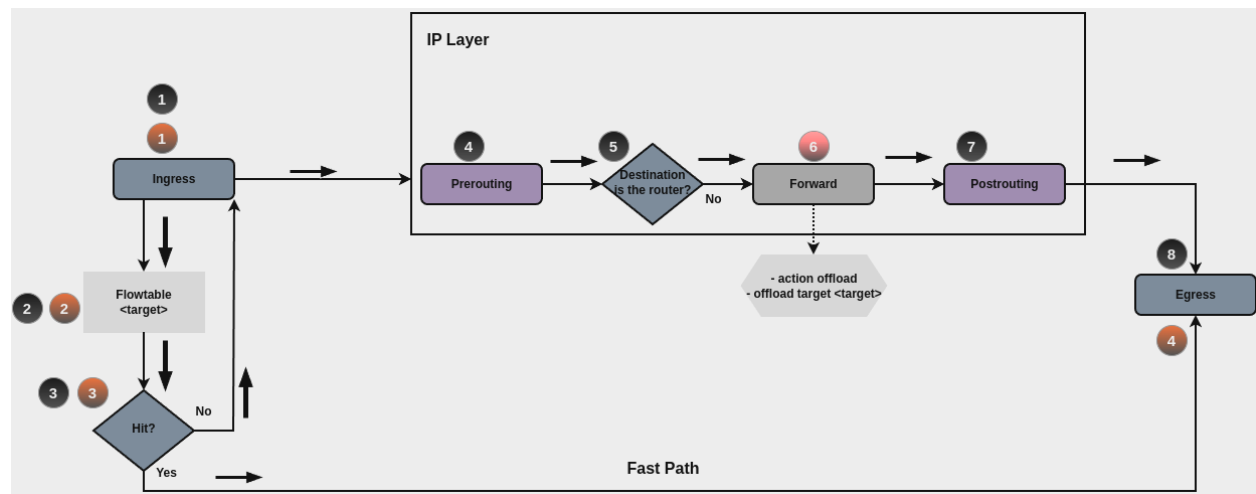 IP Layer
1
1
4
5
6
7
Ingress
Prerouting
Destination
is the router?
No
Forward
Postrouting
8
Flowtable
<target>
2
2
- action offload
- offload target <target>
Egress
4
3
3
No
Hit?
Yes
Fast Path